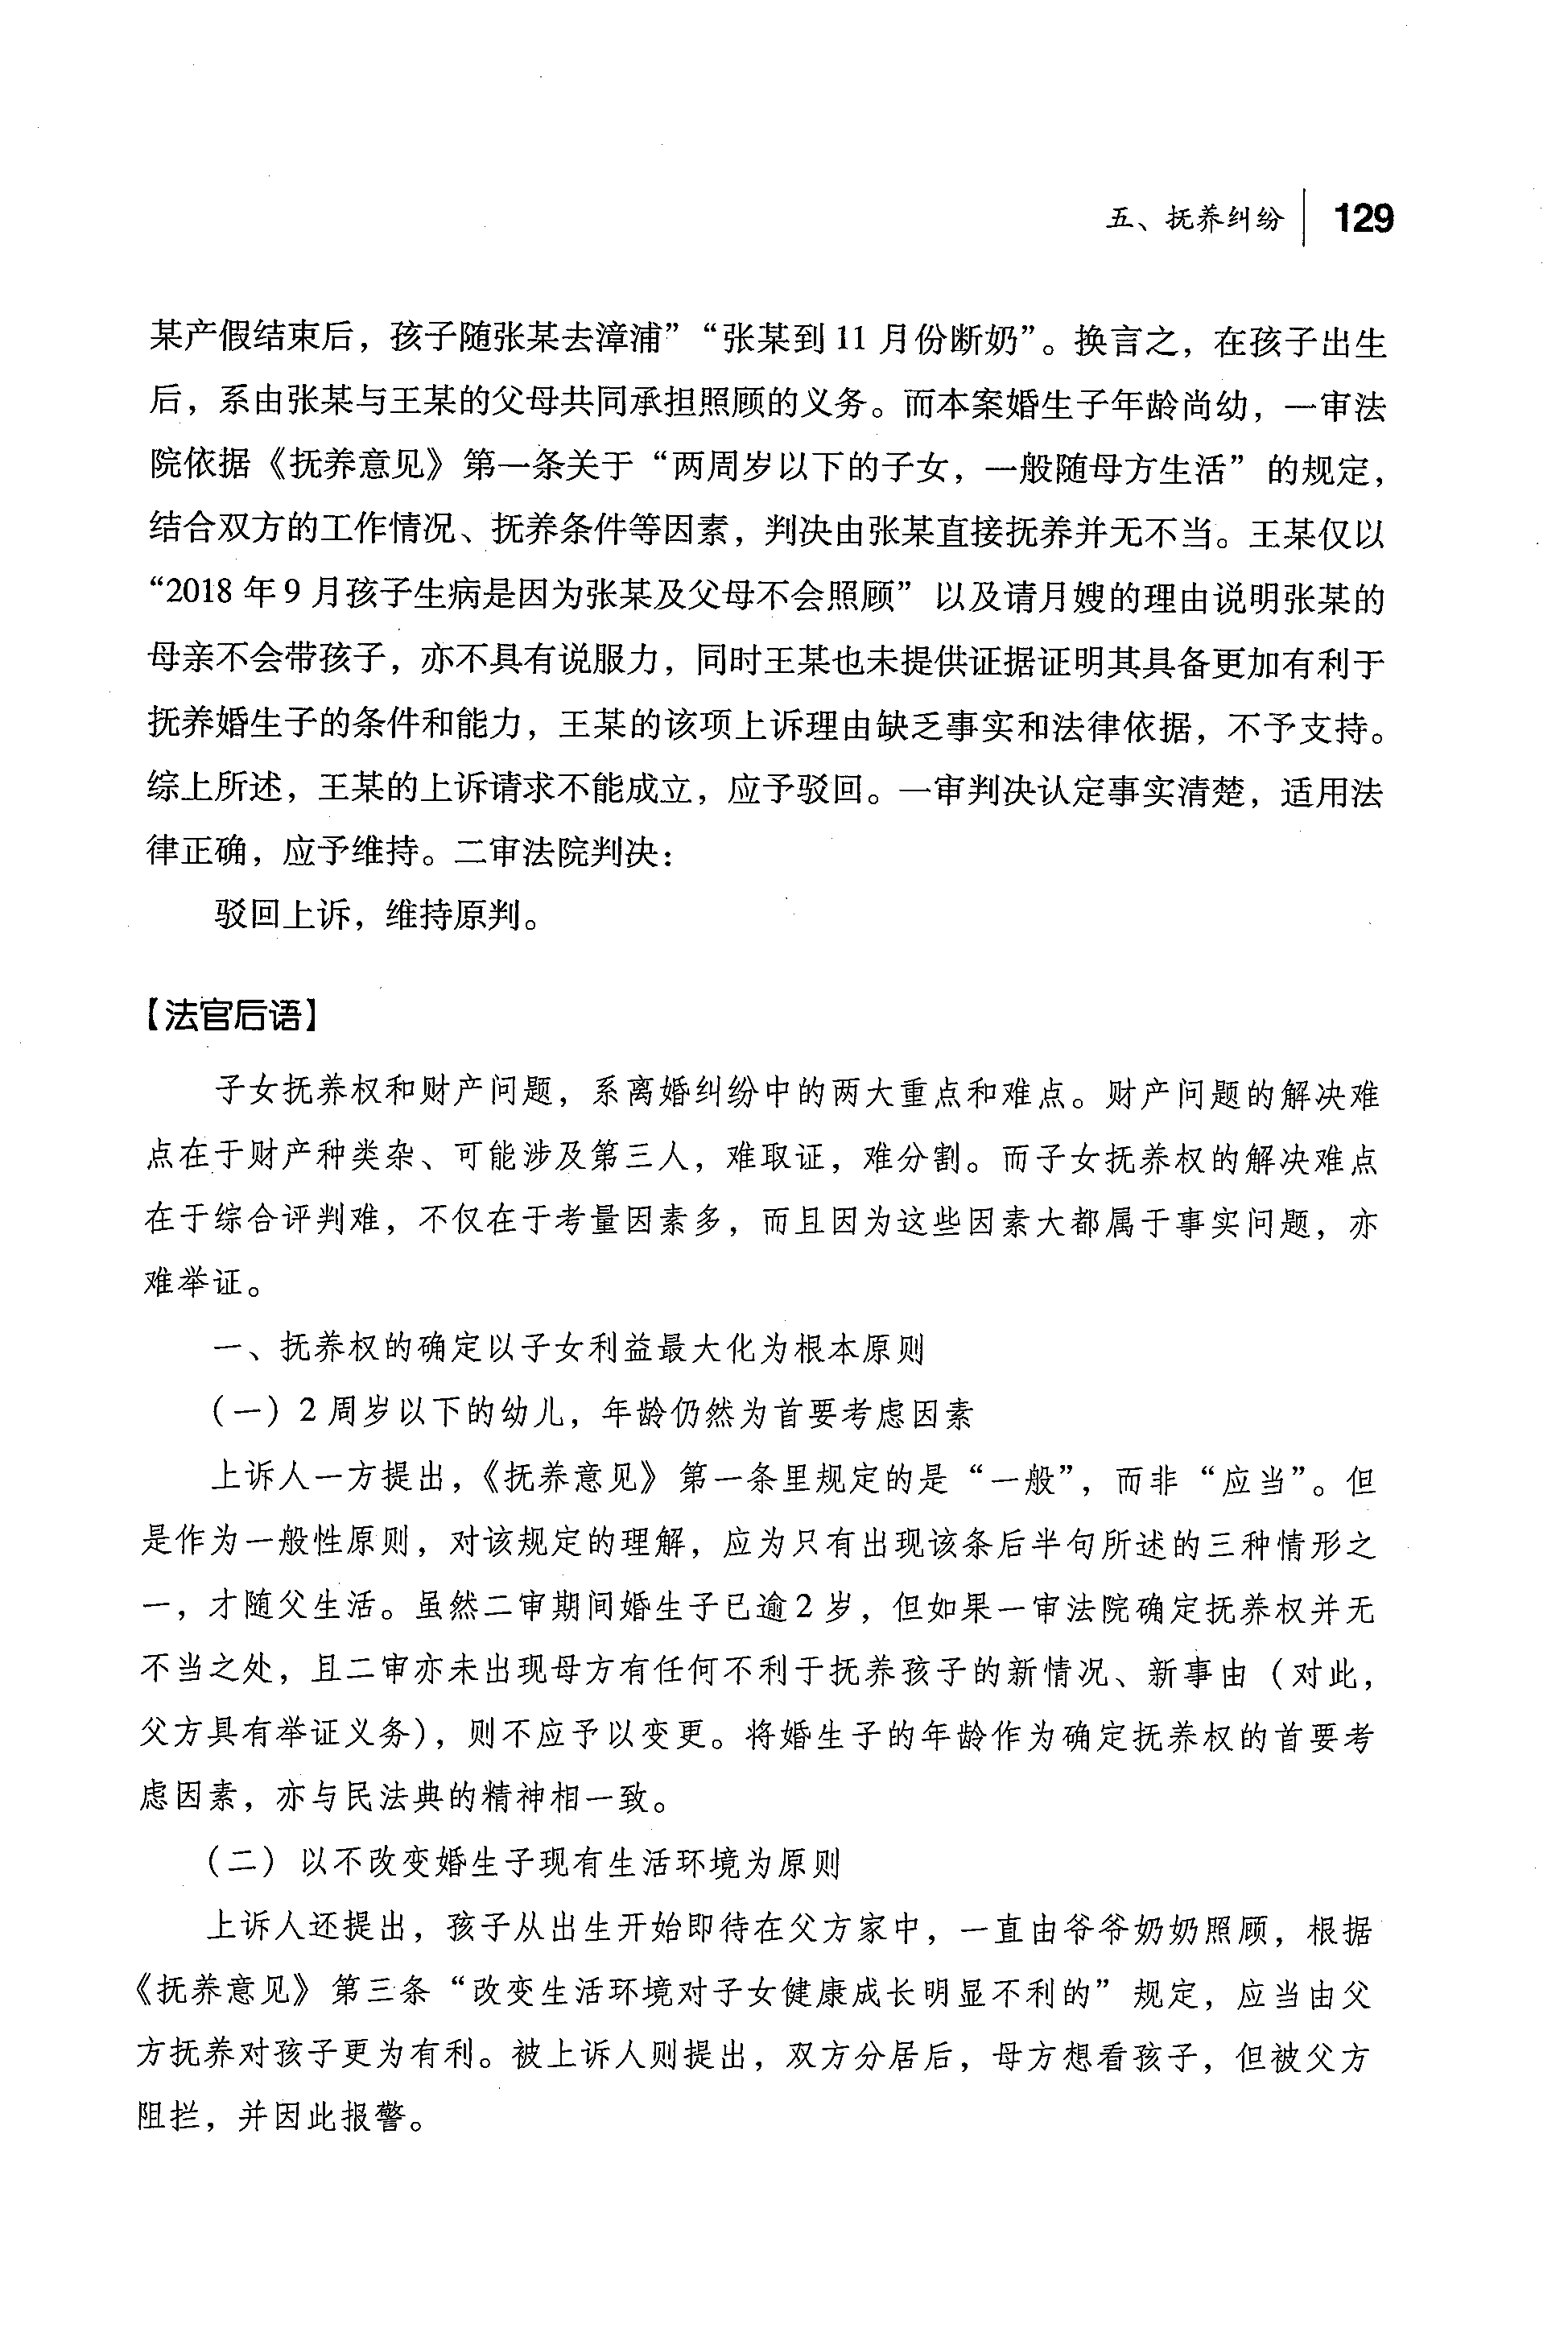 五、抚养纠纷 129
某产假结束后，孩子随张某去漳浦”“张某到 11 月份断奶”。换言之，在孩子出生
后，系由张某与王某的父母共同承担照顾的义务。而本案婚生子年龄尚幼，一审法
院依据《抚养意见》第一条关于“两周岁以下的子女，一般随母方生活”的规定，
结合双方的工作情况、抚养条件等因素，判决由张某直接抚养并无不当。王某仅以
“2018 年 9 月孩子生病是因为张某及父母不会照顾”以及请月嫂的理由说明张某的
母亲不会带孩子，亦不具有说服力，同时王某也未提供证据证明其具备更加有利于
抚养婚生子的条件和能力，王某的该项上诉理由缺乏事实和法律依据，不予支持。
综上所述，王某的上诉请求不能成立，应予驳回。一审判决认定事实清楚，适用法
律正确，应予维持。二审法院判决：
驳回上诉，维持原判。
【法官后语】
子女抚养权和财产问题，系离婚纠纷中的两大重点和难点。财产问题的解决难
点在于财产种类杂、可能涉及第三人，难取证，难分割。而子女抚养权的解决难点
在于综合评判难，不仅在于考量因素多，而且因为这些因素大都属于事实问题，亦
难举证。
一、抚养权的确定以子女利益最大化为根本原则
（一）2 周岁以下的幼儿，年龄仍然为首要考虑因素
上诉人一方提出，《抚养意见》第一条里规定的是“一般”，而非“应当”。但
是作为一般性原则，对该规定的理解，应为只有出现该条后半句所述的三种情形之
一，才随父生活。虽然二审期间婚生子已逾 2 岁，但如果一审法院确定抚养权并无
不当之处，且二审亦未出现母方有任何不利于抚养孩子的新情况、新事由（对此，
父方具有举证义务），则不应予以变更。将婚生子的年龄作为确定抚养权的首要考
虑因素，亦与民法典的精神相一致。
（二）以不改变婚生子现有生活环境为原则
上诉人还提出，孩子从出生开始即待在父方家中，一直由爷爷奶奶照顾，根据
《抚养意见》第三条“改变生活环境对子女健康成长明显不利的”规定，应当由父
方抚养对孩子更为有利。被上诉人则提出，双方分居后，母方想看孩子，但被父方
阻拦，并因此报警。